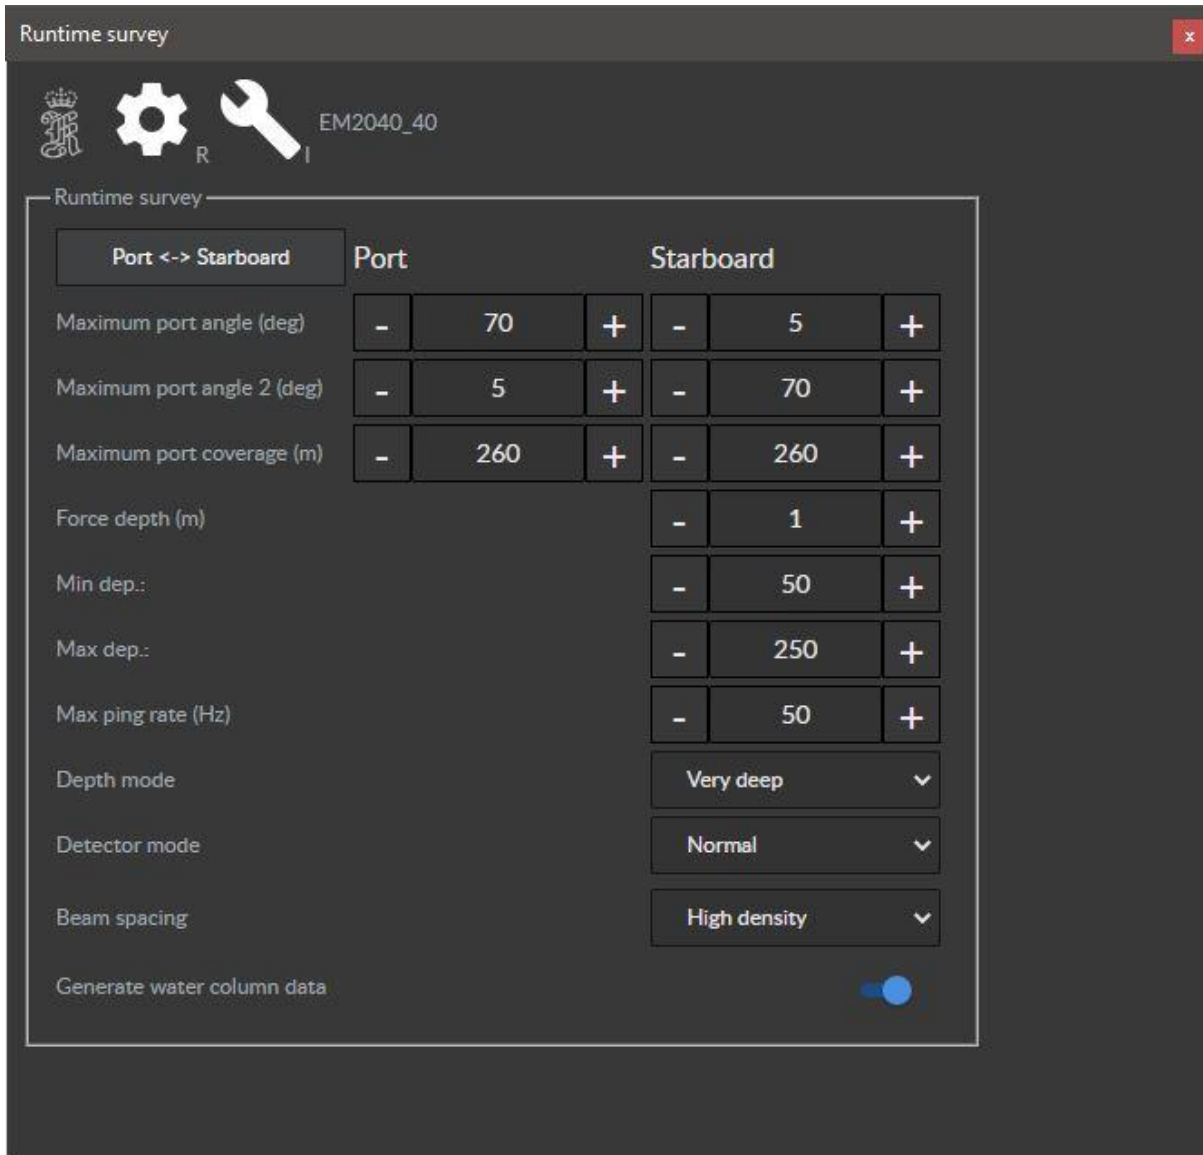 Runtime survey x
R I EM2040_40
Runtime survey
Port <-> Starboard Port Starboard
Maximum port angle (deg) - 70 + - 5 +
Maximum port angle 2 (deg) - 5 + - 70 +
Maximum port coverage (m) - 260 + - 260 +
Force depth (m) - 1 +
Min dep.: - 50 +
Max dep.: - 250 +
Max ping rate (Hz) - 50 +
Depth mode Very deep
Detector mode Normal
Beam spacing High density
Generate water column data